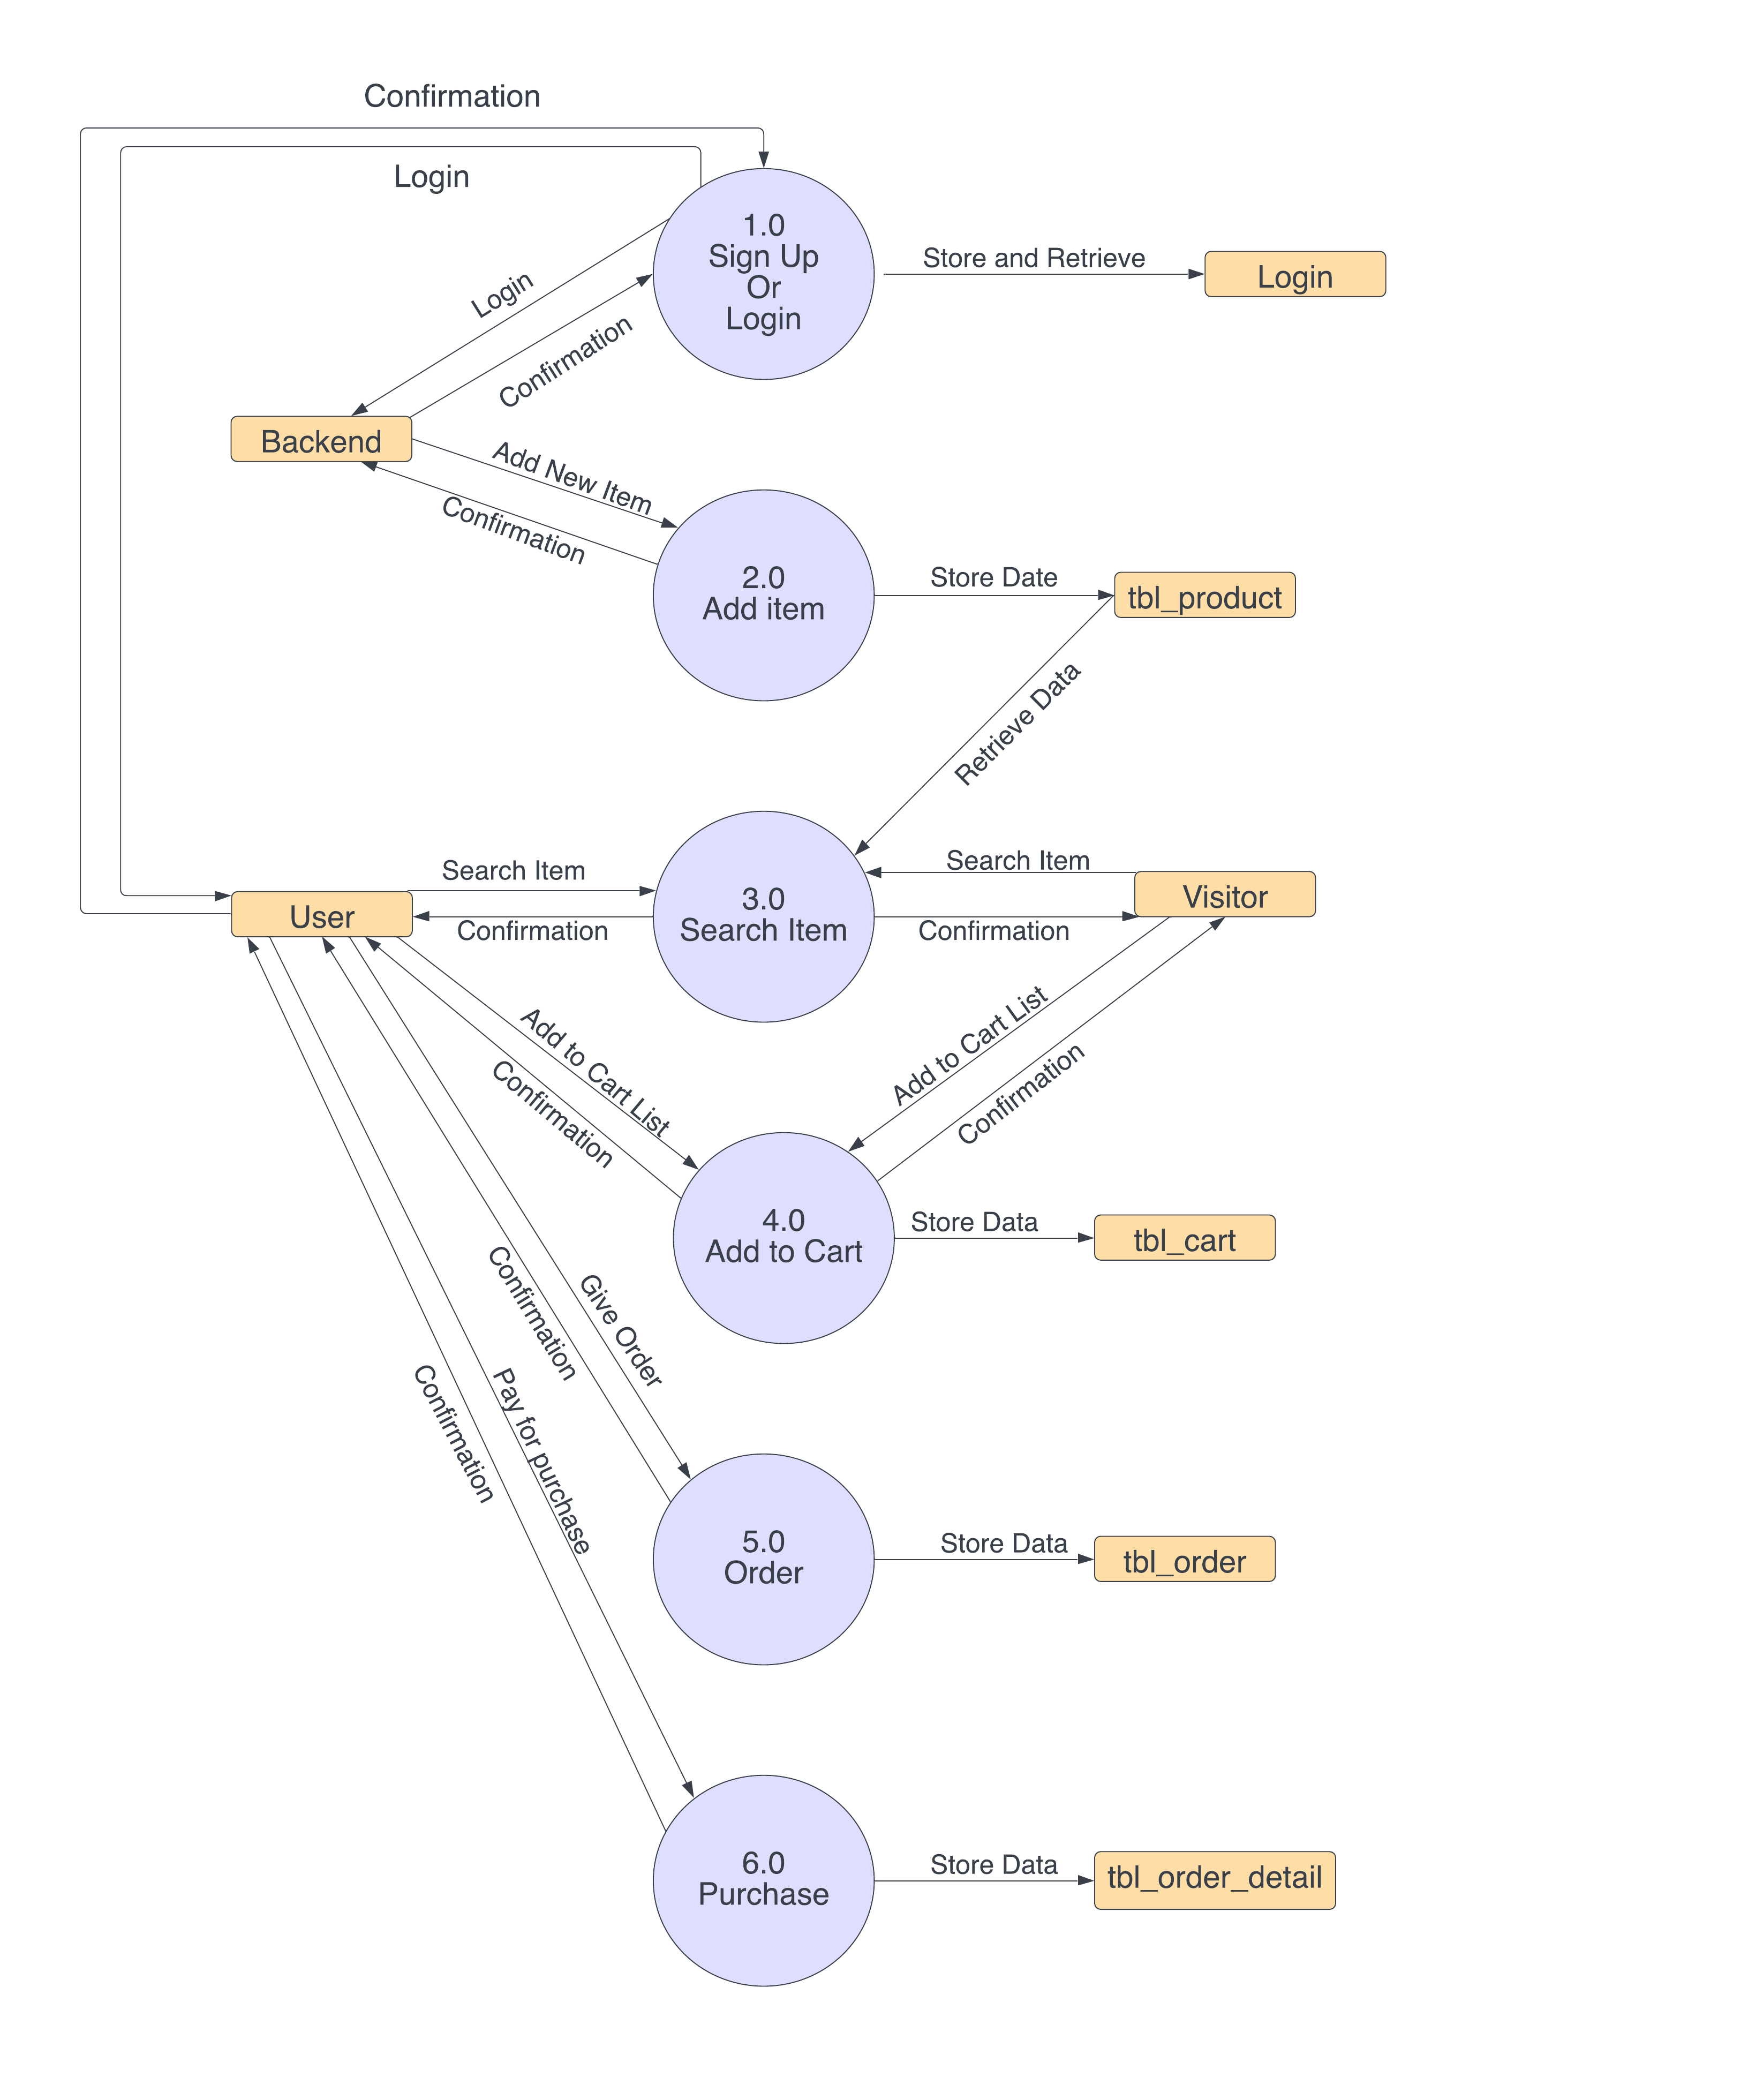 Confirmation
Login
1.0
Sign Up
Or
Login
Store and Retrieve
Login
Login
Confirmation
Backend
Add New Item
Confirmation
2.0
Add item
Store Date
tbl_product
Retrieve Data
Search Item
Search Item
User
3.0
Search Item
Visitor
Confirmation
Confirmation
Add to Cart List
Confirmation
Add to Cart List
Confirmation
4.0
Add to Cart
Store Data
tbl_cart
Confirmation
Give Order
Confirmation
Pay for purchase
5.0
Order
Store Data
tbl_order
6.0
Purchase
Store Data
tbl_order_detail